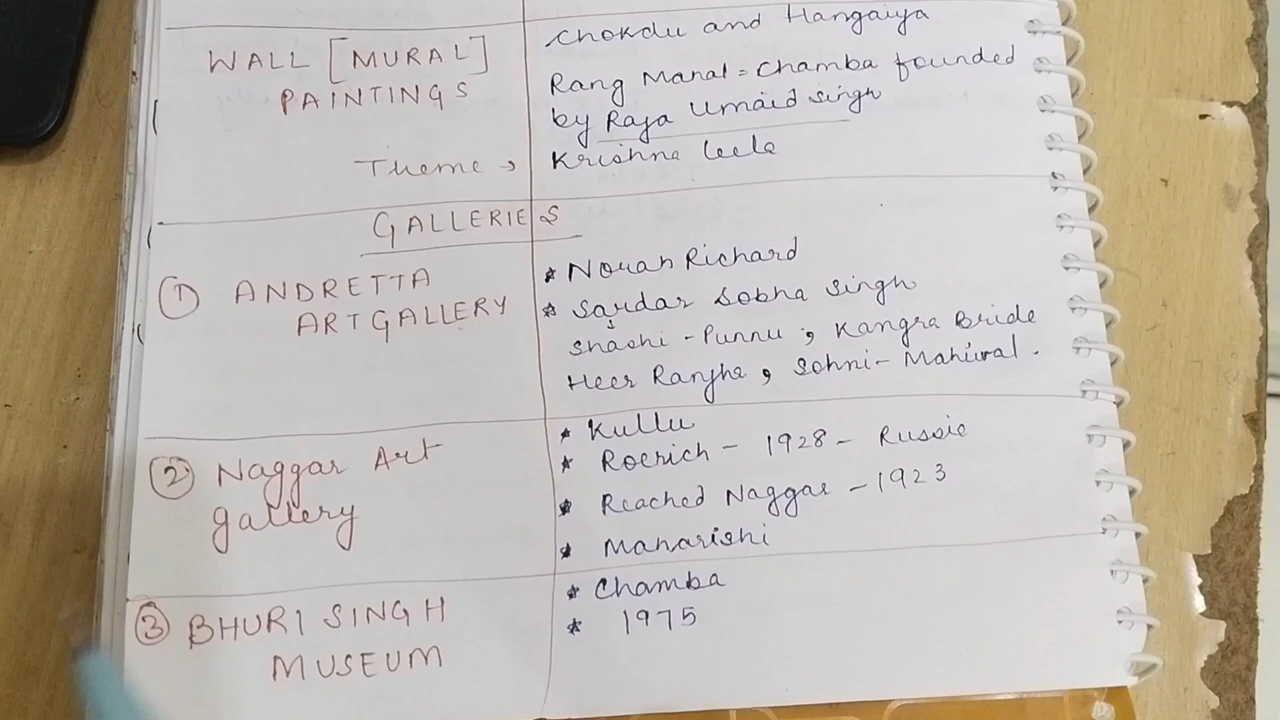 WALL [MURAL] PAINTINGS
chokdu and Hangaiya
Rang Mahal = Chamba founded
by Raja Umaid Singh
Theme → Krishna leela
GALLERIES
① ANDRETTA
ART GALLERY
* Norah Richard
* Sardar Sobha Singh
Shashi - Punnu, Kangra Bride
Heer Ranjha, Sohni - Mahiwal.
② Naggar Art
gallery
* Kullu
* Roerich - 1928 - Russia
* Reached Naggar - 1923
* Maharishi
③ BHURI SINGH
MUSEUM
* Chamba
* 1975